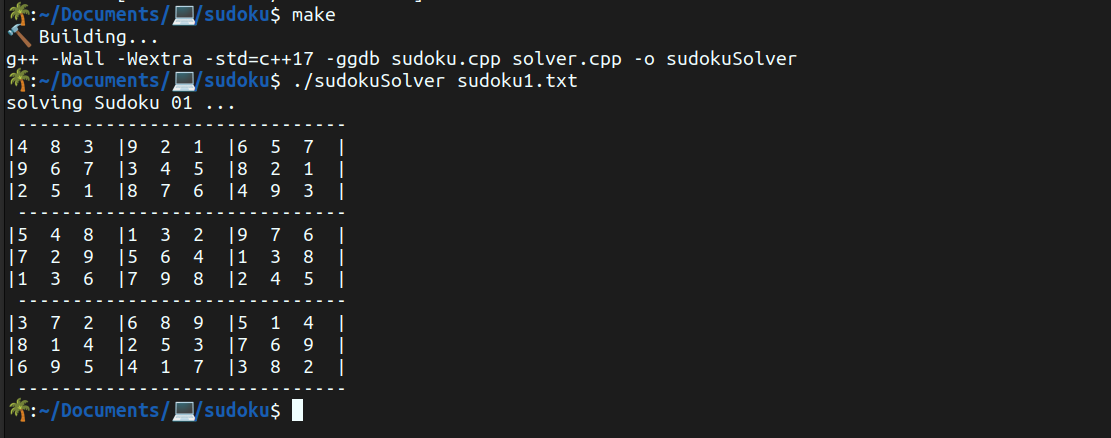 🌴:~/Documents/💻/sudoku$ make
🔨 Building...
g++ -Wall -Wextra -std=c++17 -ggdb sudoku.cpp solver.cpp -o sudokuSolver
🌴:~/Documents/💻/sudoku$ ./sudokuSolver sudoku1.txt
solving Sudoku 01 ...
 ------------------------------
|4  8  3  |9  2  1  |6  5  7  |
|9  6  7  |3  4  5  |8  2  1  |
|2  5  1  |8  7  6  |4  9  3  |
 ------------------------------
|5  4  8  |1  3  2  |9  7  6  |
|7  2  9  |5  6  4  |1  3  8  |
|1  3  6  |7  9  8  |2  4  5  |
 ------------------------------
|3  7  2  |6  8  9  |5  1  4  |
|8  1  4  |2  5  3  |7  6  9  |
|6  9  5  |4  1  7  |3  8  2  |
 ------------------------------
🌴:~/Documents/💻/sudoku$